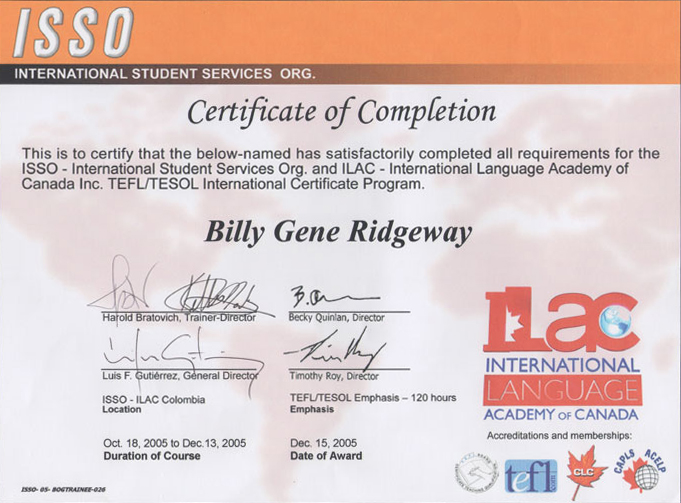 ISSO
INTERNATIONAL STUDENT SERVICES ORG.
Certificate of Completion
This is to certify that the below-named has satisfactorily completed all requirements for the
ISSO - International Student Services Org. and ILAC - International Language Academy of
Canada Inc. TEFL/TESOL International Certificate Program.
Billy Gene Ridgeway
Harold Bratovich, Trainer-Director
Becky Quinlan, Director
Luis F. Gutiérrez, General Director
Timothy Roy, Director
ISSO - ILAC Colombia
Location
TEFL/TESOL Emphasis – 120 hours
Emphasis
Oct. 18, 2005 to Dec.13, 2005
Duration of Course
Dec. 15, 2005
Date of Award
ilac
INTERNATIONAL
LANGUAGE
ACADEMY OF CANADA
Accreditations and memberships:
tefl
CLC
CAPLS ACELP
ISSO- 05- BOGTRAINEE-026